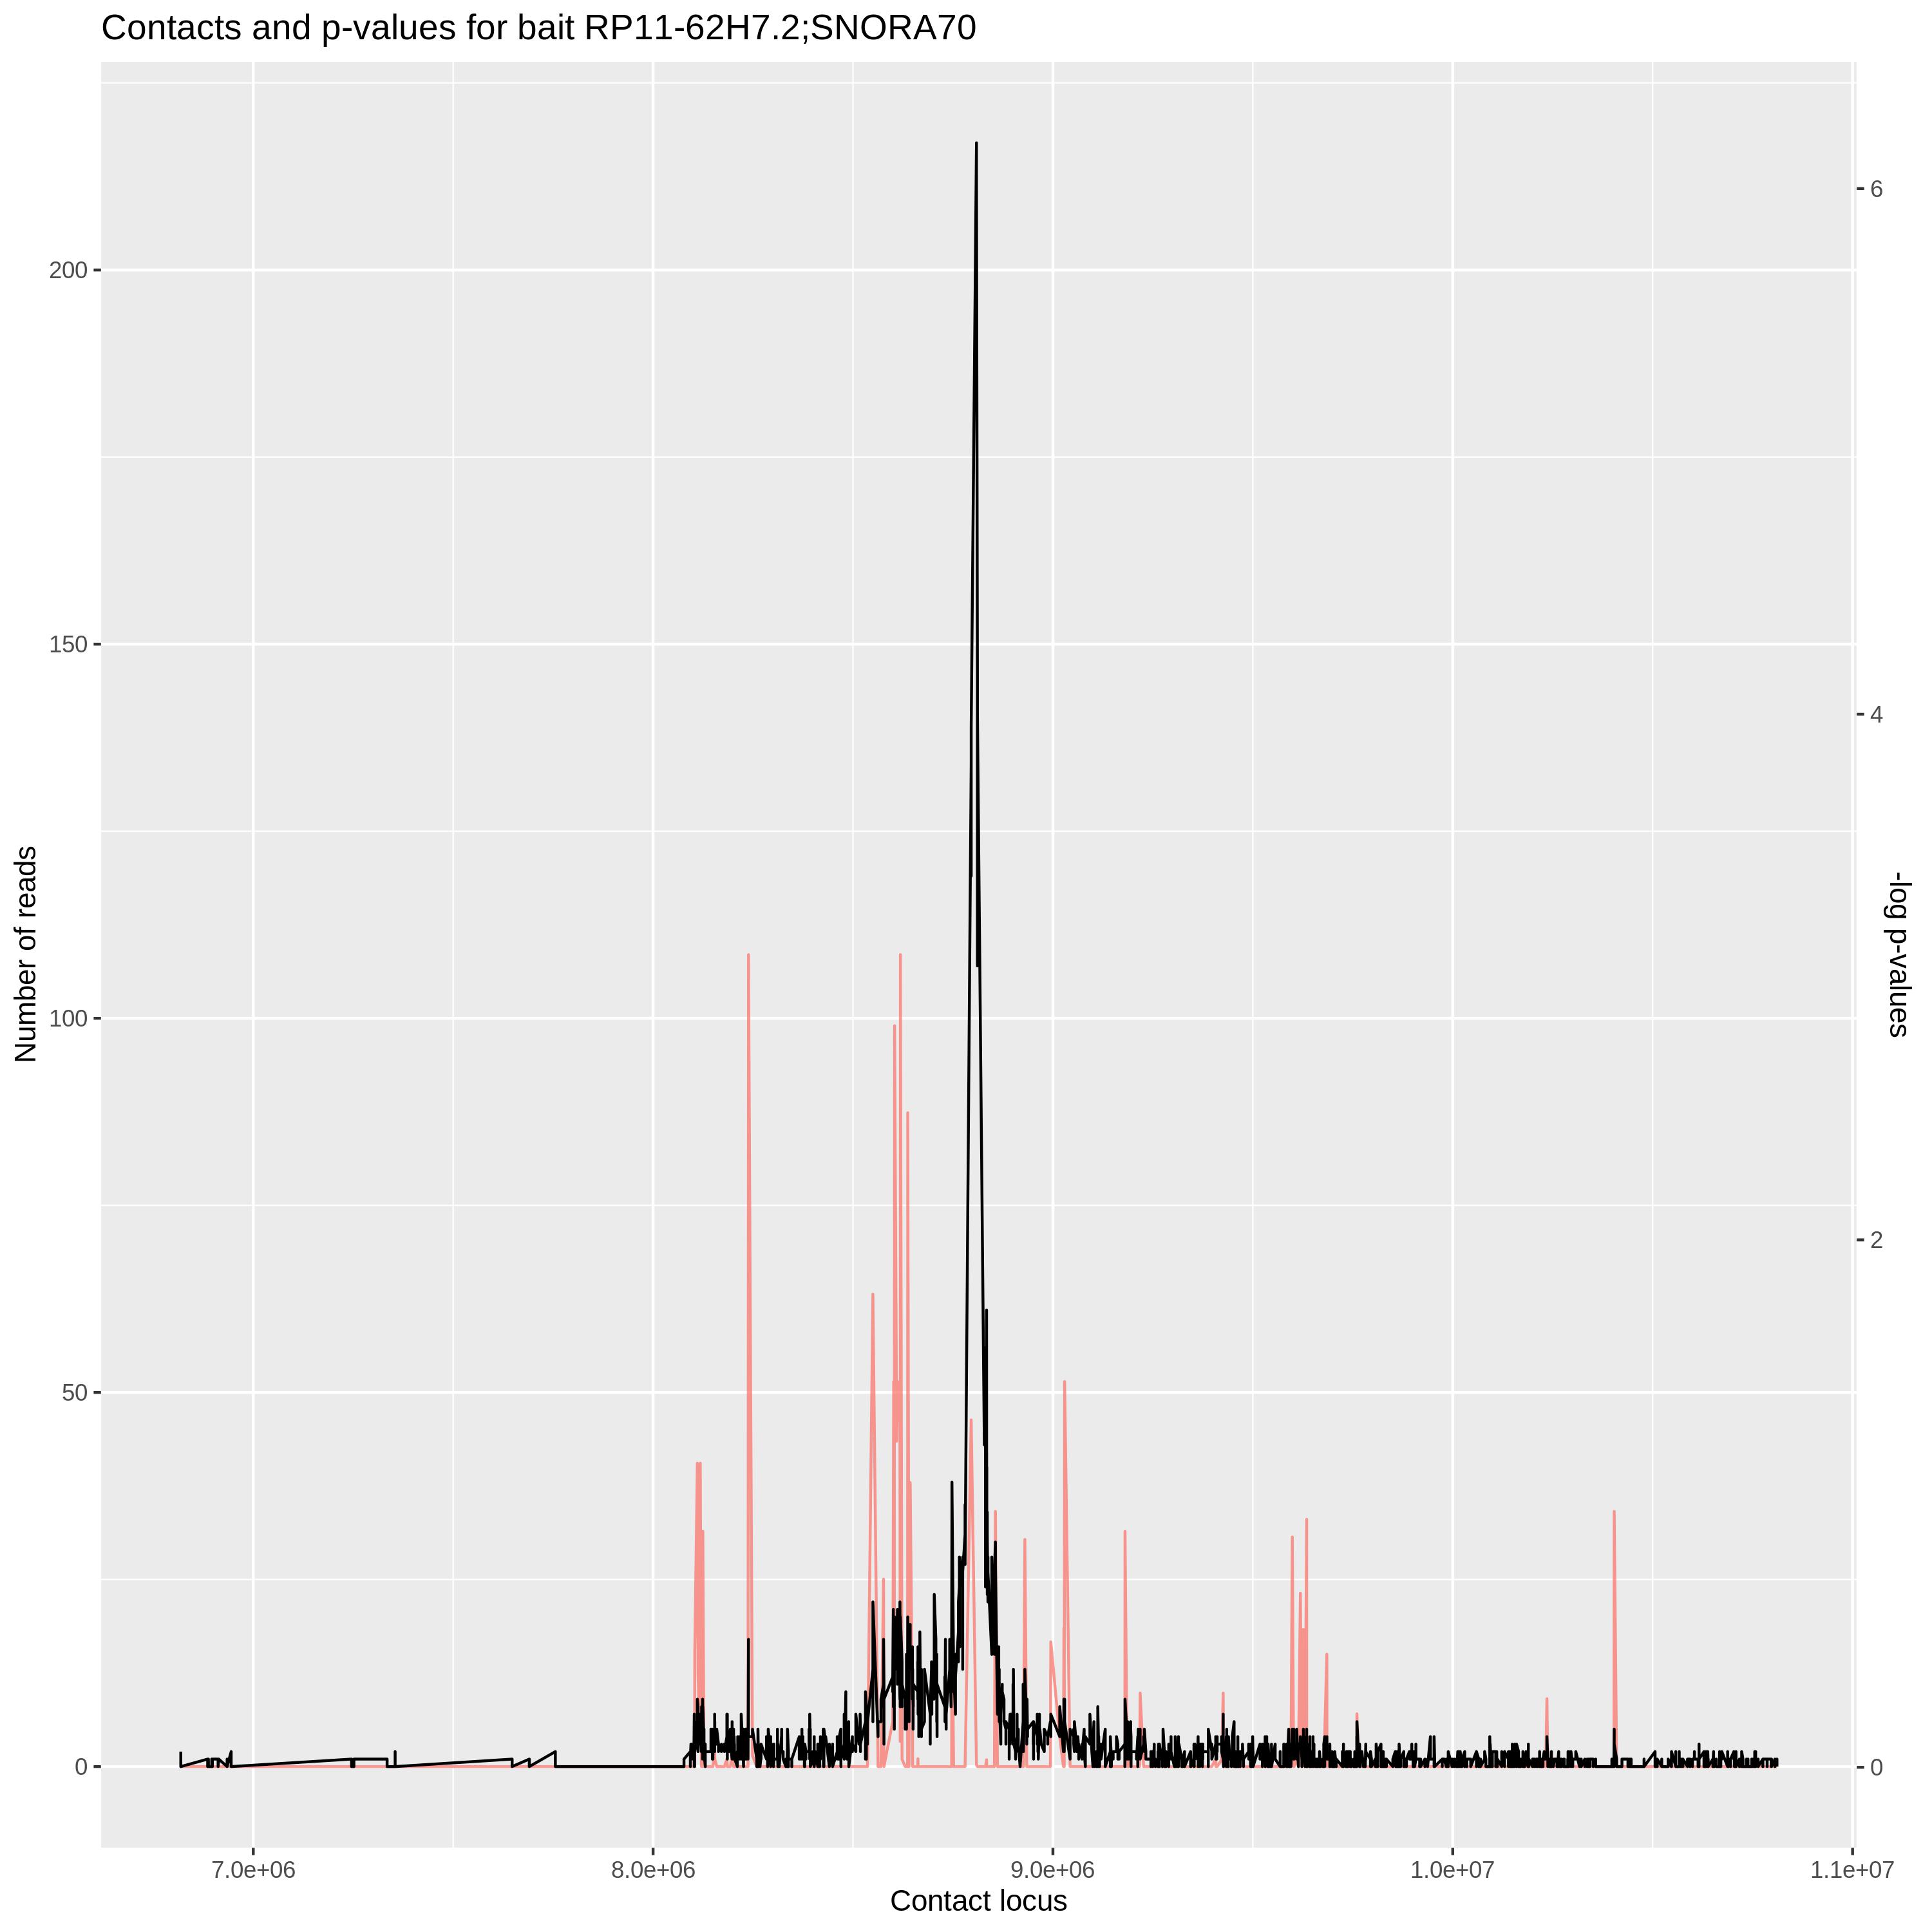 Contacts and p-values for bait RP11-62H7.2;SNORA70
Number of reads
200
150
100
50
0
6
4
2
0
-log p-values
7.0e+06
8.0e+06
9.0e+06
1.0e+07
1.1e+07
Contact locus